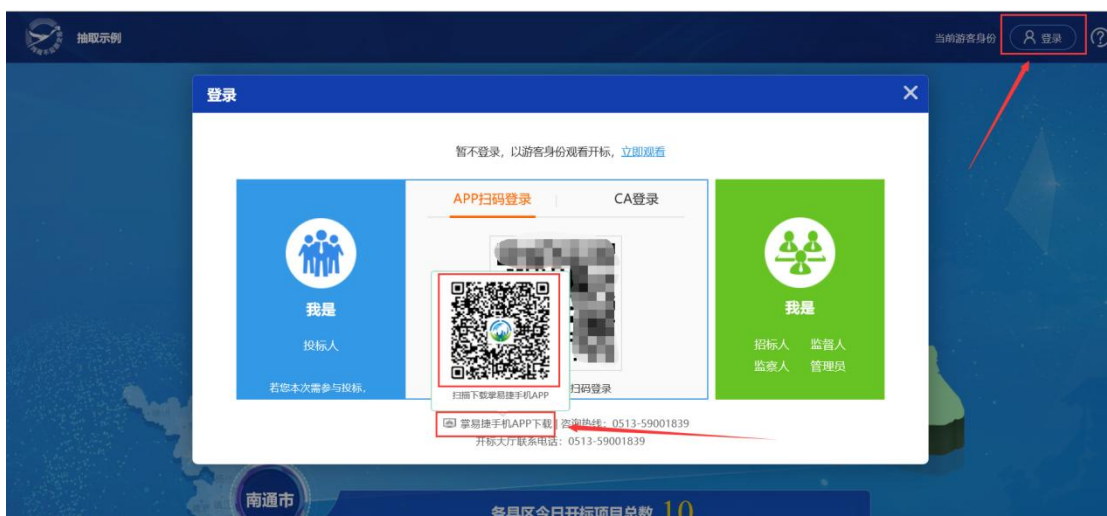 抽取示例
当前游客身份 登录
登录
暂不登录，以游客身份观看开标，立即观看
APP扫码登录 CA登录
我是
投标人
若您本次需参与投标，
扫描下载掌易捷手机APP
扫码登录
我是
招标人 监督人
监察人 管理员
掌易捷手机APP下载 | 咨询热线：0513-59001839
开标大厅联系电话：0513-59001839
南通市
各县区今日开标项目总数 10